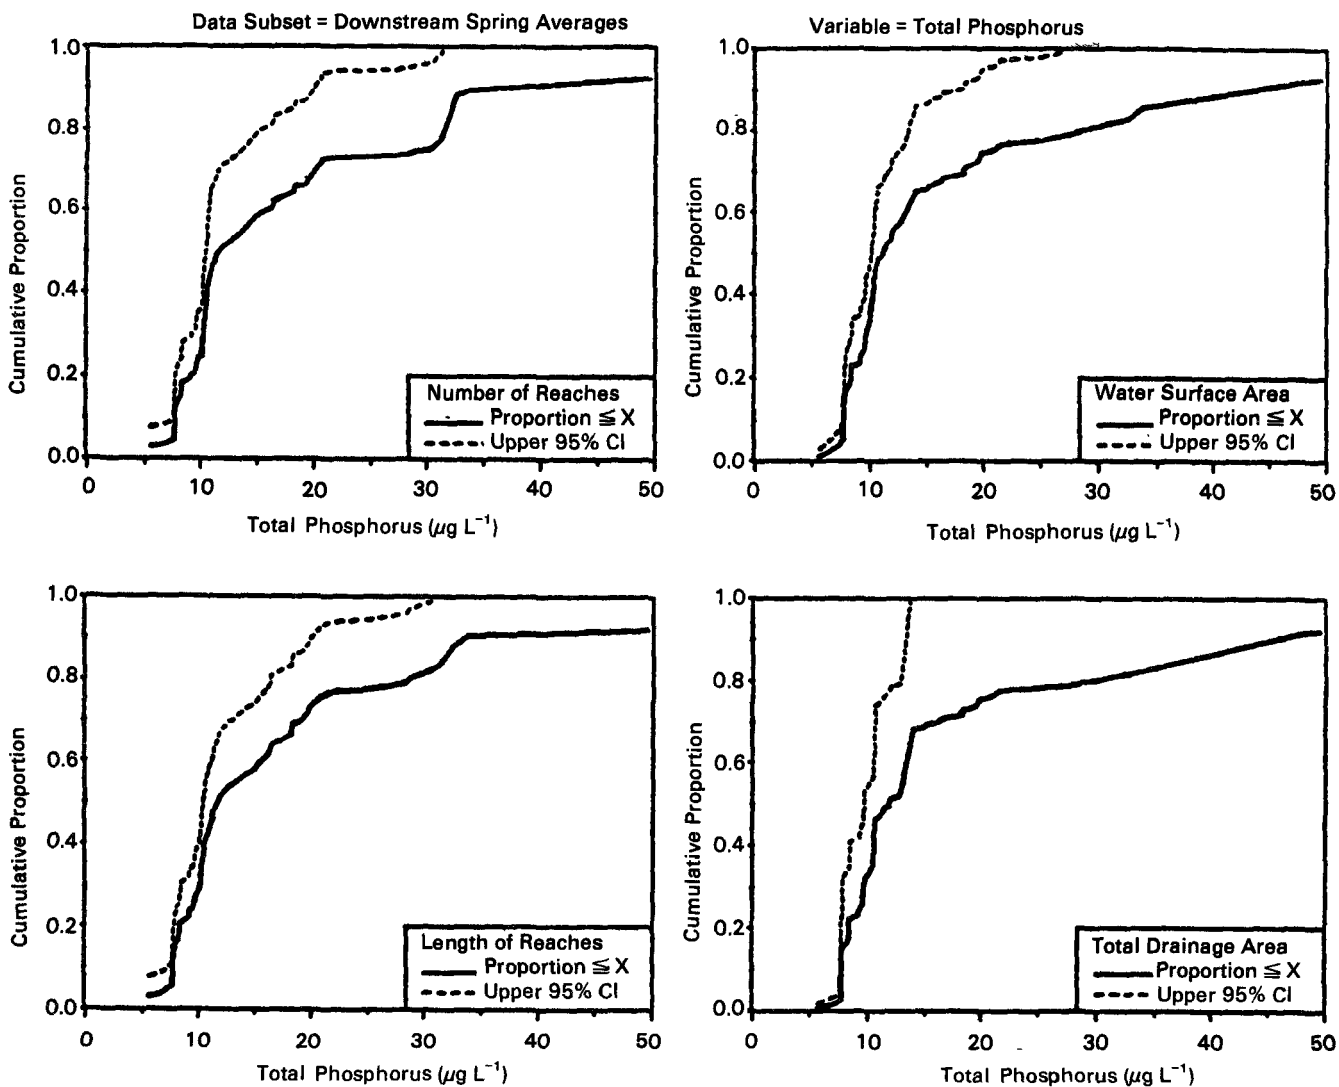 Data Subset = Downstream Spring Averages
Variable = Total Phosphorus
1.0
0.8
0.6
0.4
0.2
0.0
Cumulative Proportion
Number of Reaches
Proportion ≦ X
Upper 95% CI
0 10 20 30 40 50
Total Phosphorus (µg L⁻¹)
1.0
0.8
0.6
0.4
0.2
0.0
Cumulative Proportion
Water Surface Area
Proportion ≦ X
Upper 95% CI
0 10 20 30 40 50
Total Phosphorus (µg L⁻¹)
1.0
0.8
0.6
0.4
0.2
0.0
Cumulative Proportion
Length of Reaches
Proportion ≦ X
Upper 95% CI
0 10 20 30 40 50
Total Phosphorus (µg L⁻¹)
1.0
0.8
0.6
0.4
0.2
0.0
Cumulative Proportion
Total Drainage Area
Proportion ≦ X
Upper 95% CI
0 10 20 30 40 50
Total Phosphorus (µg L⁻¹)